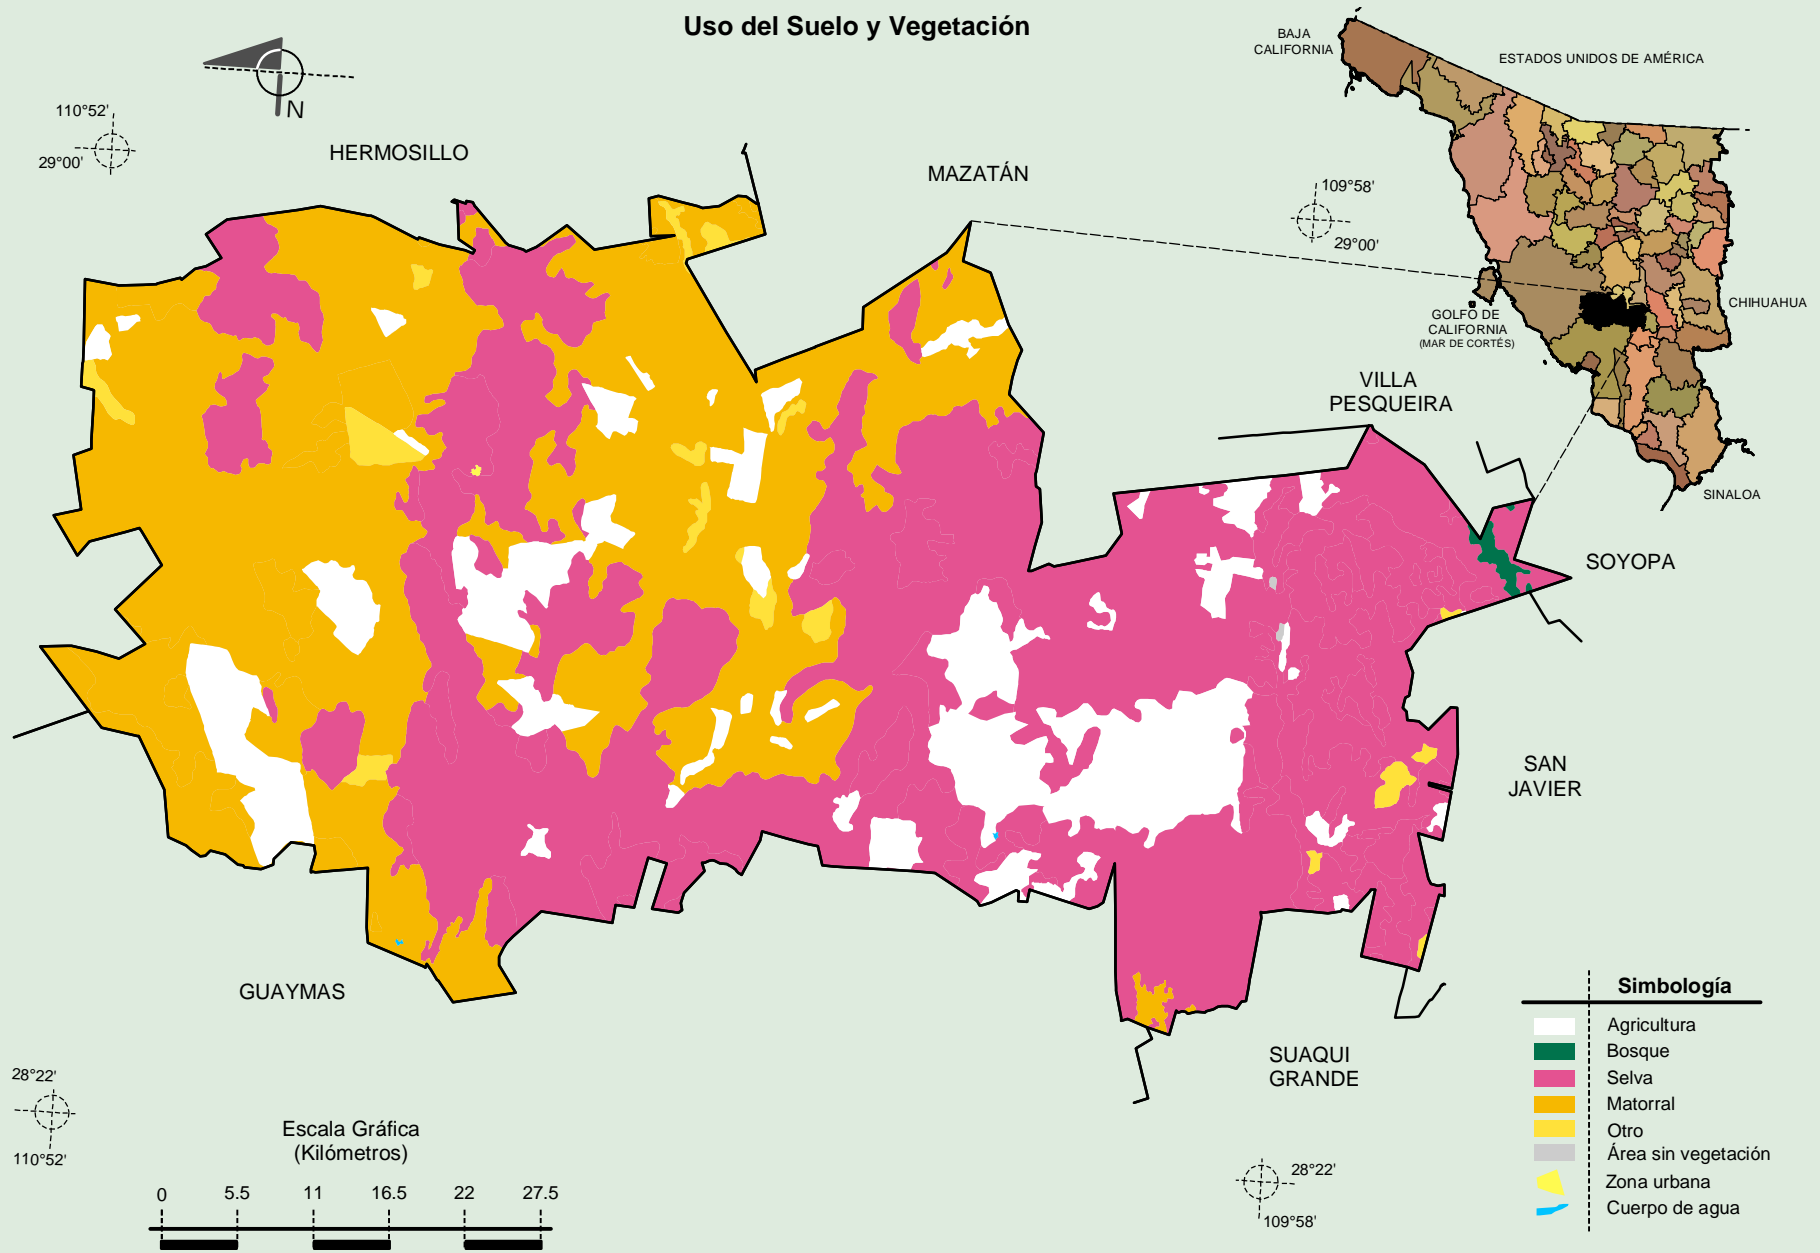 Uso del Suelo y Vegetación
N
110°52'
29°00'
HERMOSILLO
MAZATÁN
109°58'
29°00'
BAJA
CALIFORNIA
ESTADOS UNIDOS DE AMÉRICA
GOLFO DE
CALIFORNIA
(MAR DE CORTÉS)
CHIHUAHUA
SINALOA
VILLA
PESQUEIRA
SOYOPA
SAN
JAVIER
GUAYMAS
SUAQUI
GRANDE
28°22'
110°52'
28°22'
109°58'
Escala Gráfica
(Kilómetros)
0 5.5 11 16.5 22 27.5
Simbología
Agricultura
Bosque
Selva
Matorral
Otro
Área sin vegetación
Zona urbana
Cuerpo de agua